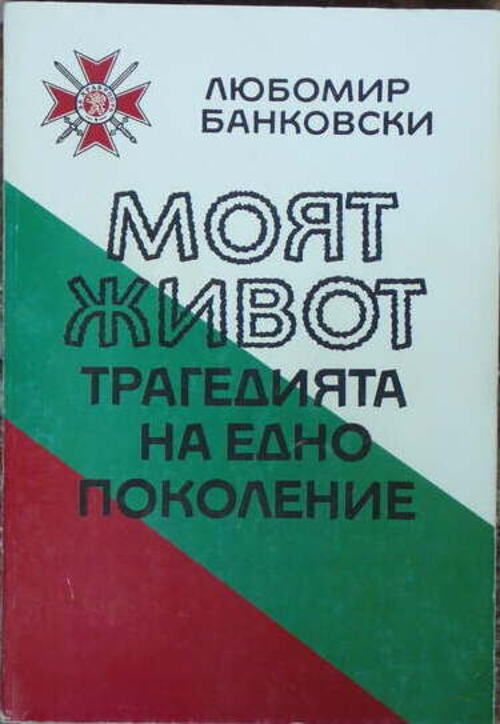 ЛЮБОМИР
БАНКОВСКИ
МОЯТ
ЖИВОТ
ТРАГЕДИЯТА
НА ЕДНО
ПОКОЛЕНИЕ